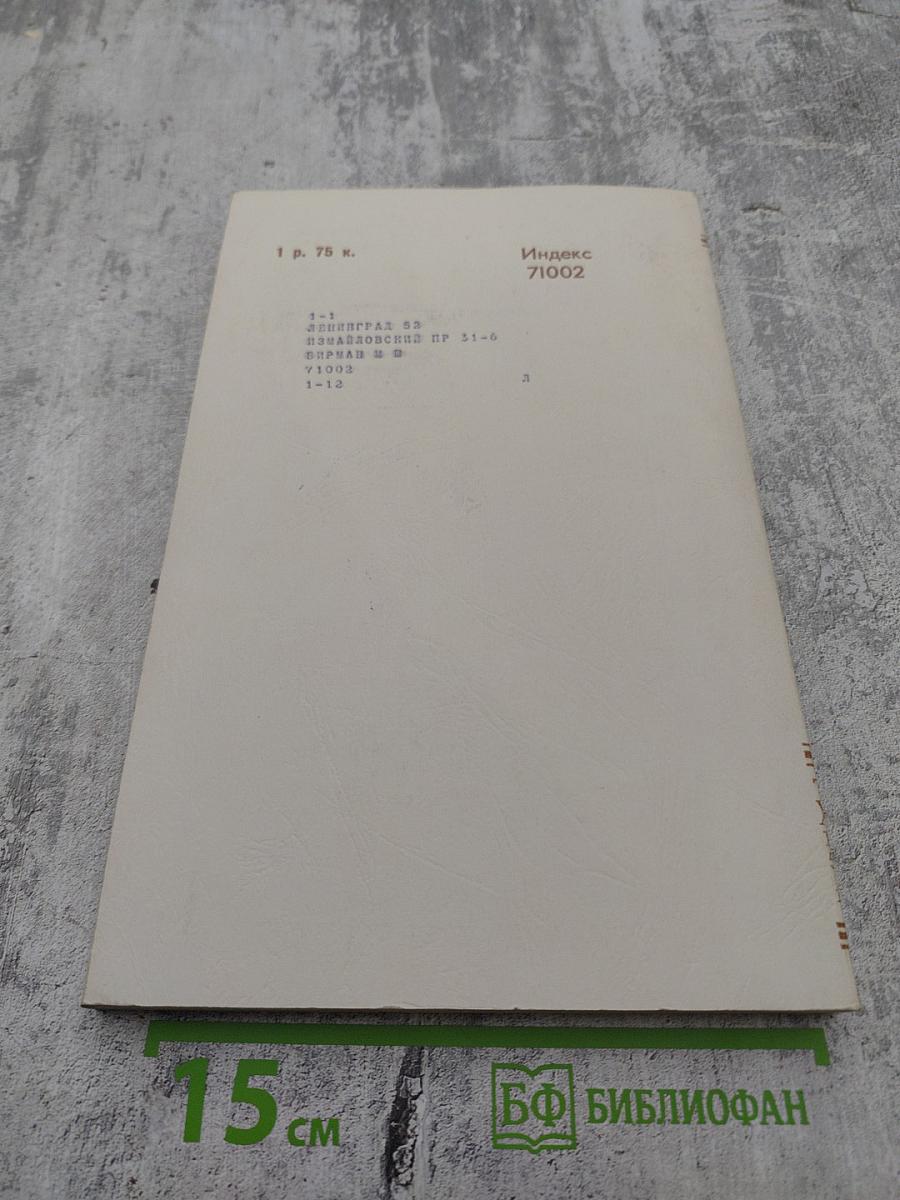 1 р. 75 к.
Индекс
71002
1-1
ЛЕНИНГРАД 52
ИЗМАЙЛОВСКИЙ ПР 31-6
БИРМАН М
71002
1-12
Л
15 см
БФ БИБЛИОФАН